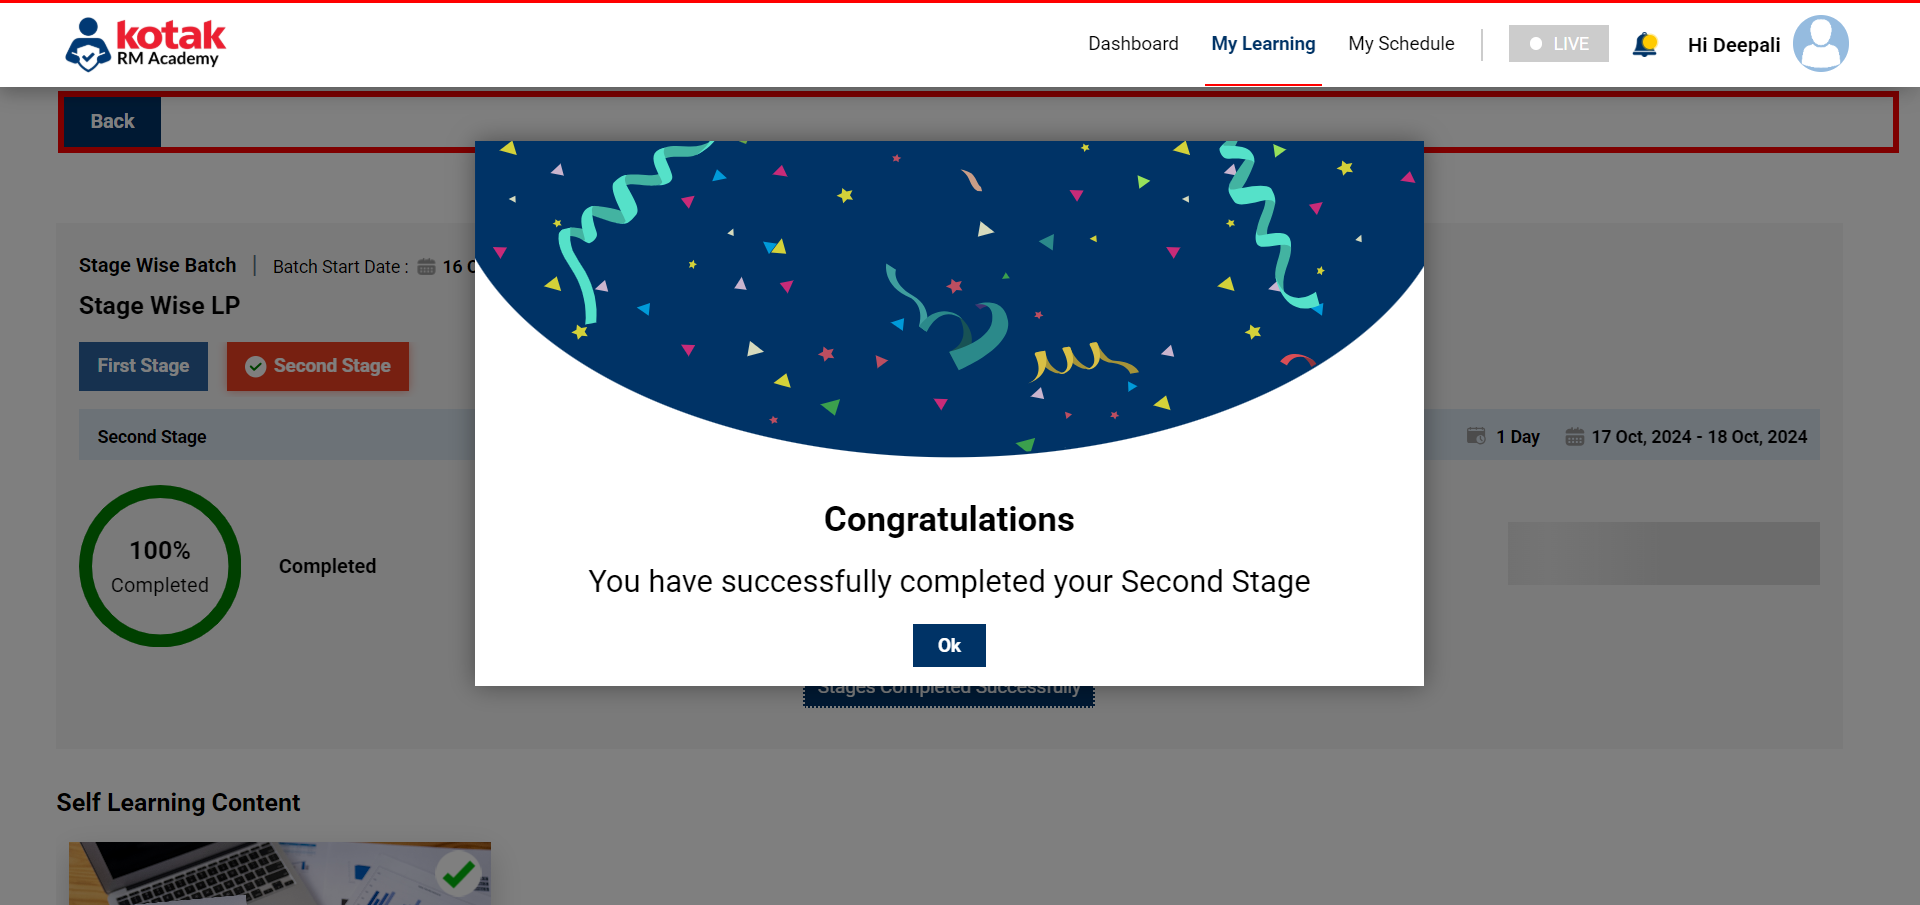 kotak
RM Academy
Dashboard
My Learning
My Schedule
LIVE
Hi Deepali
Back
Stage Wise Batch
Batch Start Date :
16 O
Stage Wise LP
First Stage
Second Stage
Second Stage
1 Day
17 Oct, 2024 - 18 Oct, 2024
100%
Completed
Completed
Congratulations
You have successfully completed your Second Stage
Ok
Stages Completed Successfully
Self Learning Content